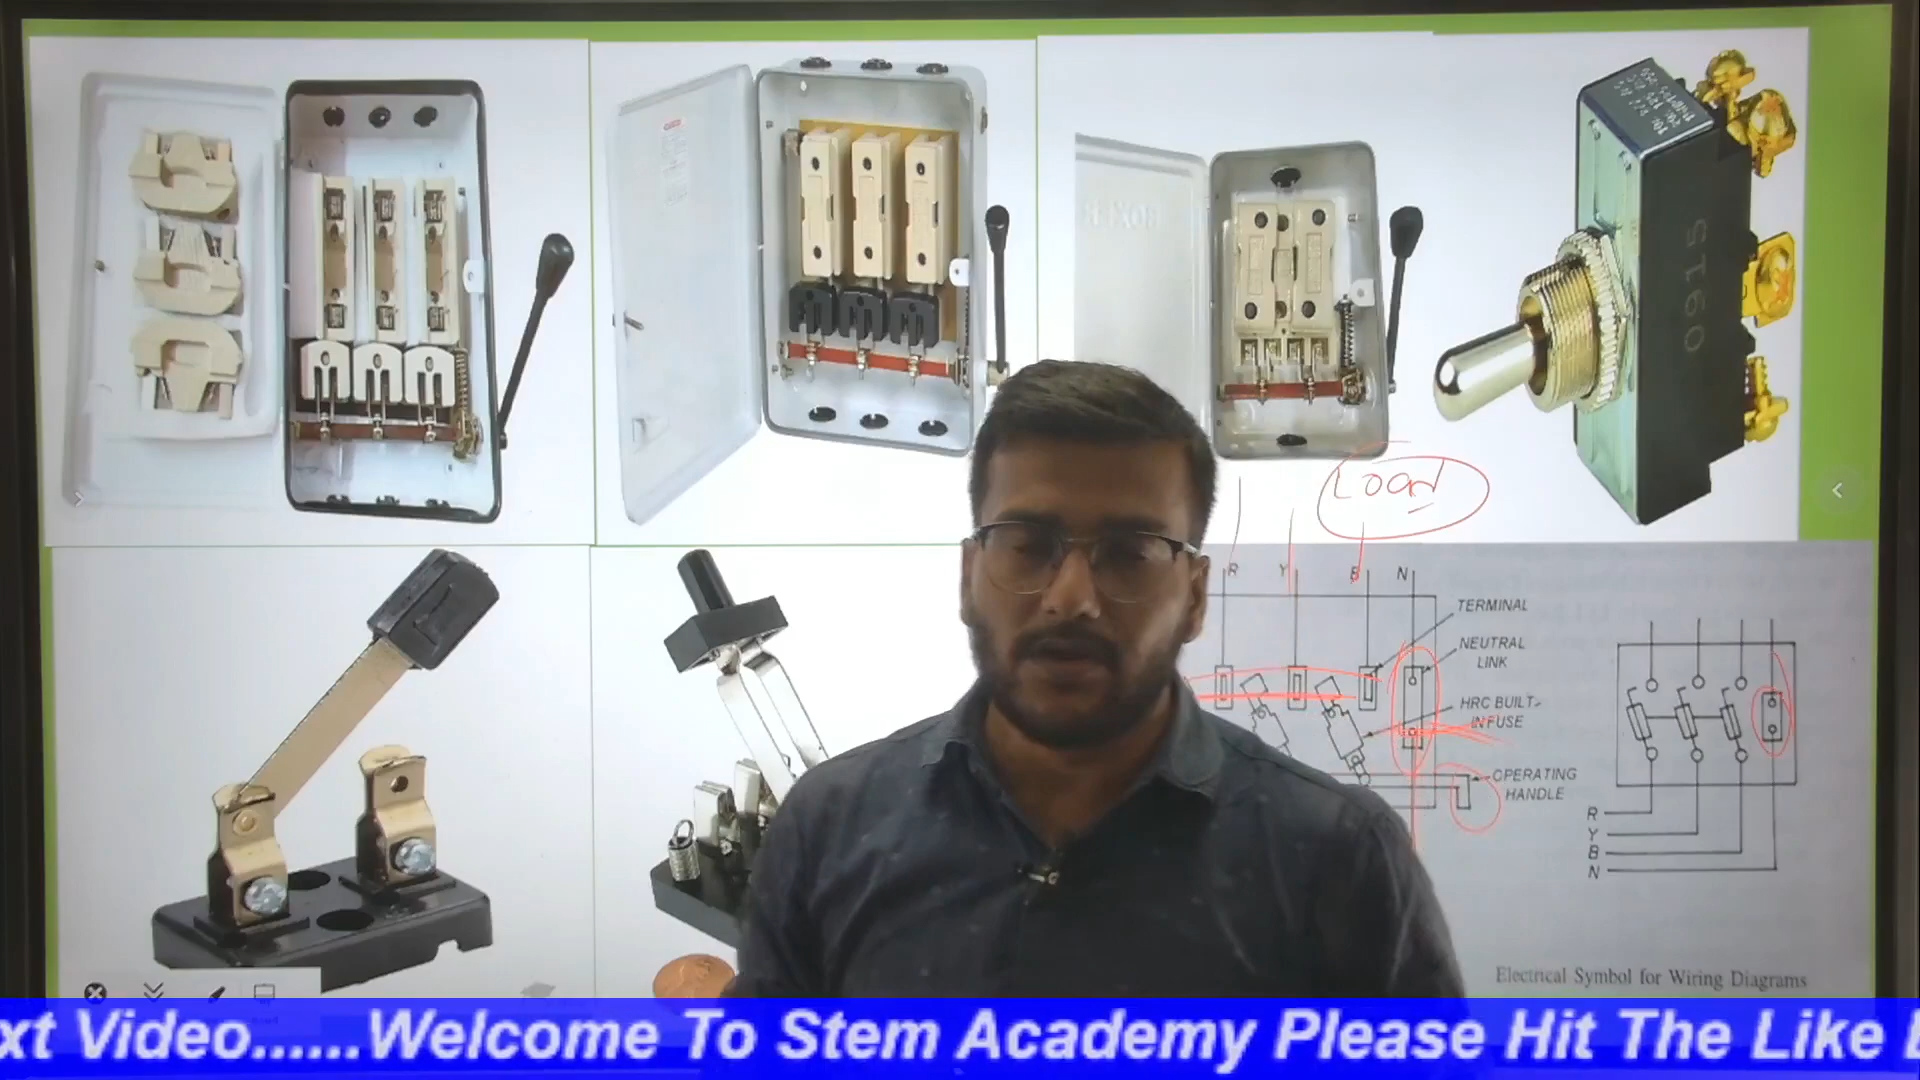 0915
LOAD
R Y B N
TERMINAL
NEUTRAL
LINK
HRC BUILT-
IN FUSE
OPERATING
HANDLE
R
Y
B
N
Electrical Symbol for Wiring Diagrams
xt Video......Welcome To Stem Academy Please Hit The Like